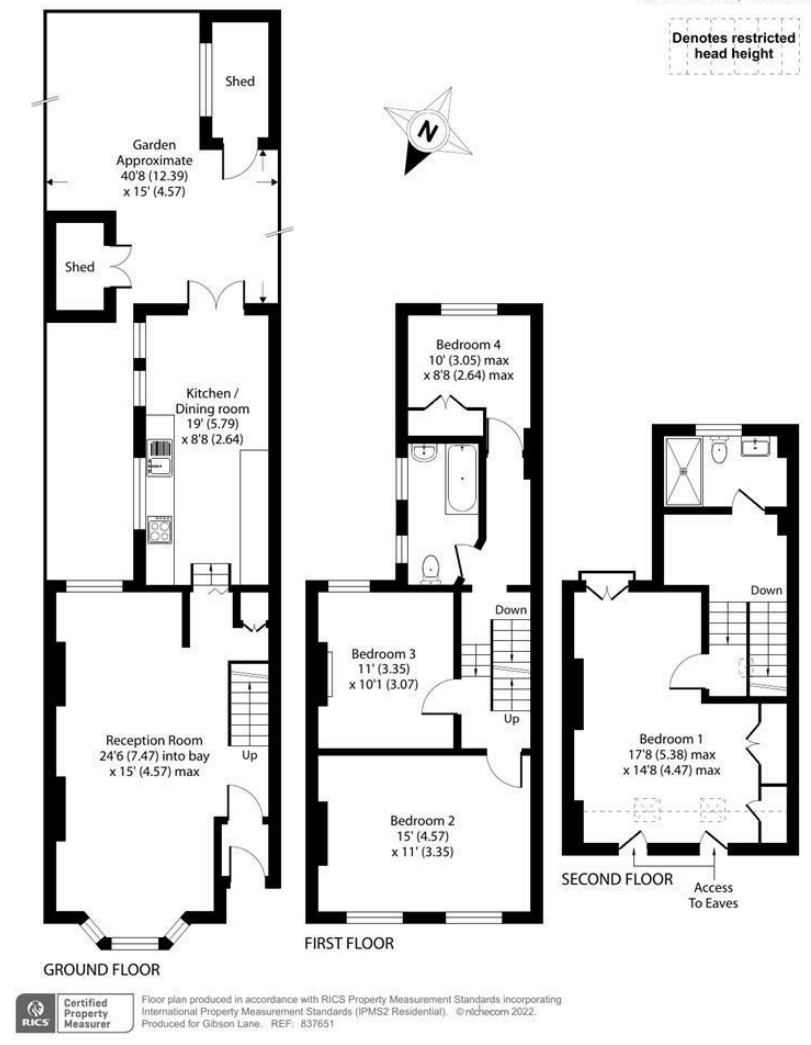 Denotes restricted
head height
Shed
N
Garden
Approximate
40'8 (12.39)
x 15' (4.57)
Shed
Kitchen /
Dining room
19' (5.79)
x 8'8 (2.64)
Reception Room
24'6 (7.47) into bay
x 15' (4.57) max
Up
GROUND FLOOR
Bedroom 4
10' (3.05) max
x 8'8 (2.64) max
Down
Bedroom 3
11' (3.35)
x 10'1 (3.07)
Up
Bedroom 2
15' (4.57)
x 11' (3.35)
FIRST FLOOR
Down
Bedroom 1
17'8 (5.38) max
x 14'8 (4.47) max
SECOND FLOOR
Access
To Eaves
RICS
Certified
Property
Measurer
Floor plan produced in accordance with RICS Property Measurement Standards incorporating
International Property Measurement Standards (IPMS2 Residential). © nichecom 2022.
Produced for Gibson Lane. REF: 837651